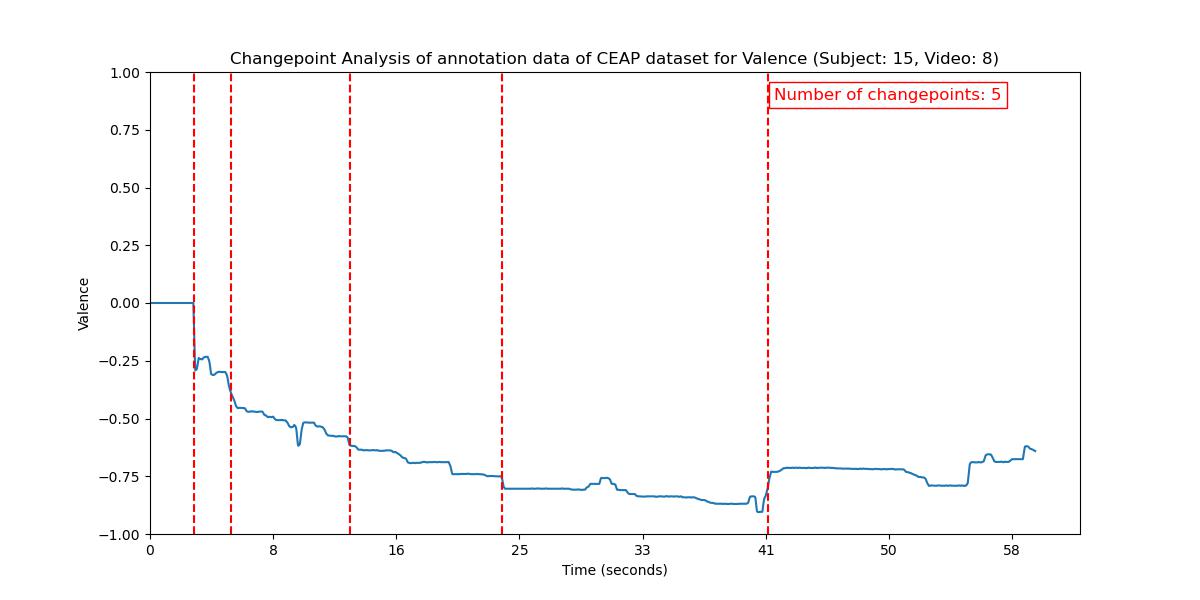 Changepoint Analysis of annotation data of CEAP dataset for Valence (Subject: 15, Video: 8)
Number of changepoints: 5
1.00
0.75
0.50
0.25
0.00
−0.25
−0.50
−0.75
−1.00
Valence
0 8 16 25 33 41 50 58
Time (seconds)